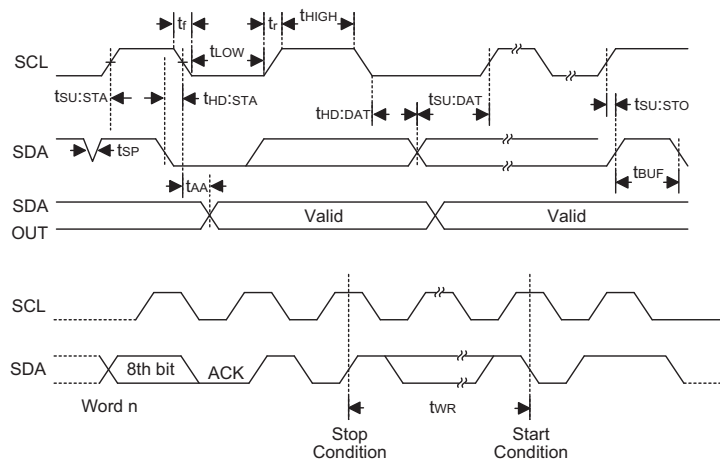 tf
tr
tHIGH
SCL
tLOW
tSU:STA
tHD:STA
tHD:DAT
tSU:DAT
tSU:STO
SDA
tSP
tBUF
tAA
SDA
OUT
Valid
Valid
SCL
SDA
8th bit
ACK
Word n
tWR
Stop
Condition
Start
Condition